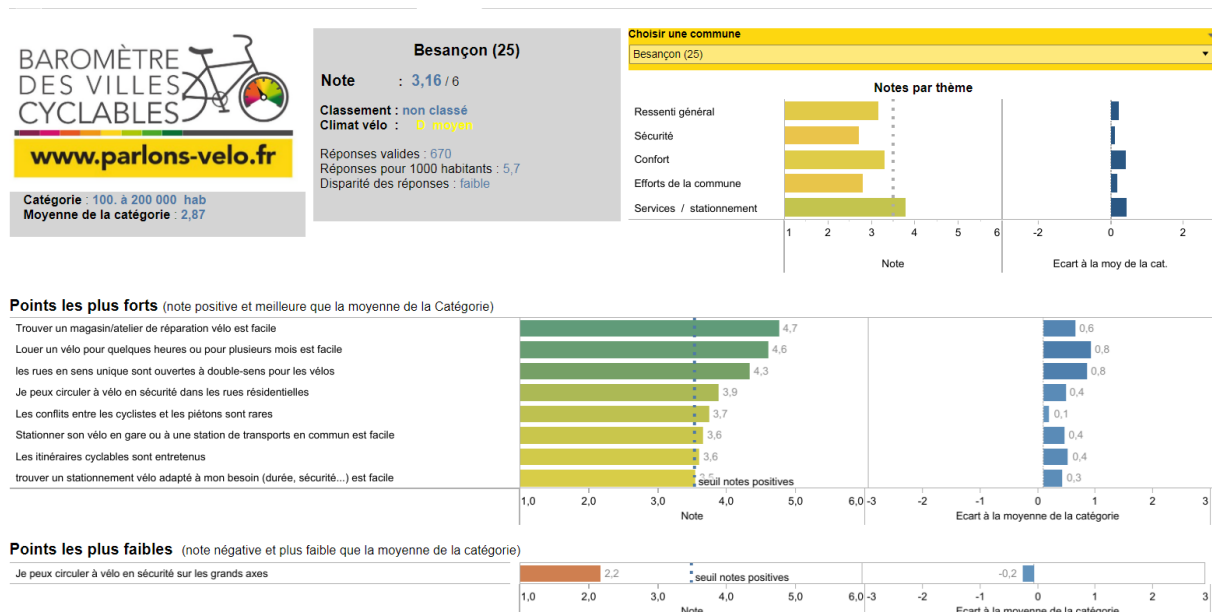 BAROMÈTRE
DES VILLES
CYCLABLES
www.parlons-velo.fr
Catégorie : 100. à 200 000 hab
Moyenne de la catégorie : 2,87
Besançon (25)
Note : 3,16 / 6
Classement : non classé
Climat vélo : D moyen
Réponses valides : 670
Réponses pour 1000 habitants : 5,7
Disparité des réponses : faible
Choisir une commune
Besançon (25)
Notes par thème
Ressenti général
Sécurité
Confort
Efforts de la commune
Services / stationnement
1 2 3 4 5 6 -2 0 2
Note Ecart à la moy de la cat.
Points les plus forts (note positive et meilleure que la moyenne de la Catégorie)
Trouver un magasin/atelier de réparation vélo est facile 4,7 0,6
Louer un vélo pour quelques heures ou pour plusieurs mois est facile 4,6 0,8
les rues en sens unique sont ouvertes à double-sens pour les vélos 4,3 0,8
Je peux circuler à vélo en sécurité dans les rues résidentielles 3,9 0,4
Les conflits entre les cyclistes et les piétons sont rares 3,7 0,1
Stationner son vélo en gare ou à une station de transports en commun est facile 3,6 0,4
Les itinéraires cyclables sont entretenus 3,6 0,4
trouver un stationnement vélo adapté à mon besoin (durée, sécurité...) est facile 3,5 0,3
seuil notes positives
1,0 2,0 3,0 4,0 5,0 6,0 -3 -2 -1 0 1 2 3
Note Ecart à la moyenne de la catégorie
Points les plus faibles (note négative et plus faible que la moyenne de la catégorie)
Je peux circuler à vélo en sécurité sur les grands axes 2,2 -0,2
seuil notes positives
1,0 2,0 3,0 4,0 5,0 6,0 -3 -2 -1 0 1 2 3
Note Ecart à la moyenne de la catégorie